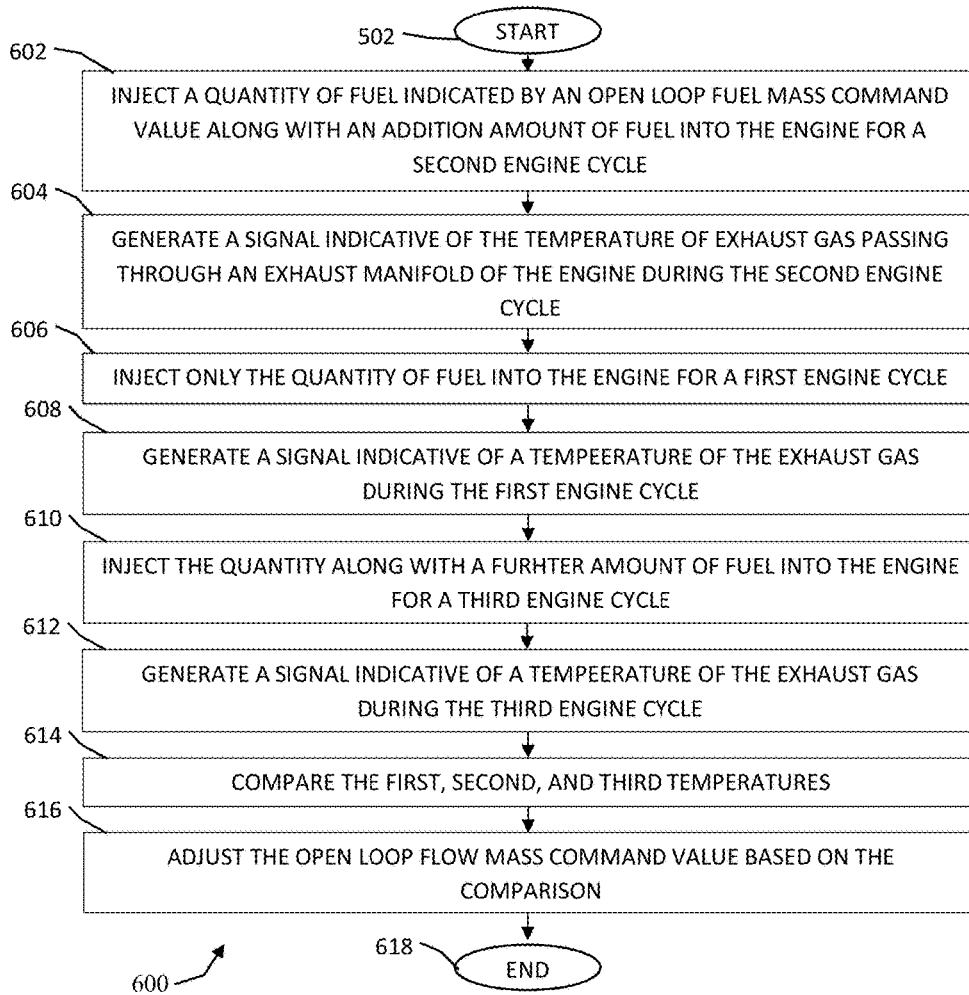 502
START
602
INJECT A QUANTITY OF FUEL INDICATED BY AN OPEN LOOP FUEL MASS COMMAND
VALUE ALONG WITH AN ADDITION AMOUNT OF FUEL INTO THE ENGINE FOR A
SECOND ENGINE CYCLE
604
GENERATE A SIGNAL INDICATIVE OF THE TEMPERATURE OF EXHAUST GAS PASSING
THROUGH AN EXHAUST MANIFOLD OF THE ENGINE DURING THE SECOND ENGINE
CYCLE
606
INJECT ONLY THE QUANTITY OF FUEL INTO THE ENGINE FOR A FIRST ENGINE CYCLE
608
GENERATE A SIGNAL INDICATIVE OF A TEMPEERATURE OF THE EXHAUST GAS
DURING THE FIRST ENGINE CYCLE
610
INJECT THE QUANTITY ALONG WITH A FURHTER AMOUNT OF FUEL INTO THE ENGINE
FOR A THIRD ENGINE CYCLE
612
GENERATE A SIGNAL INDICATIVE OF A TEMPEERATURE OF THE EXHAUST GAS
DURING THE THIRD ENGINE CYCLE
614
COMPARE THE FIRST, SECOND, AND THIRD TEMPERATURES
616
ADJUST THE OPEN LOOP FLOW MASS COMMAND VALUE BASED ON THE
COMPARISON
618
END
600